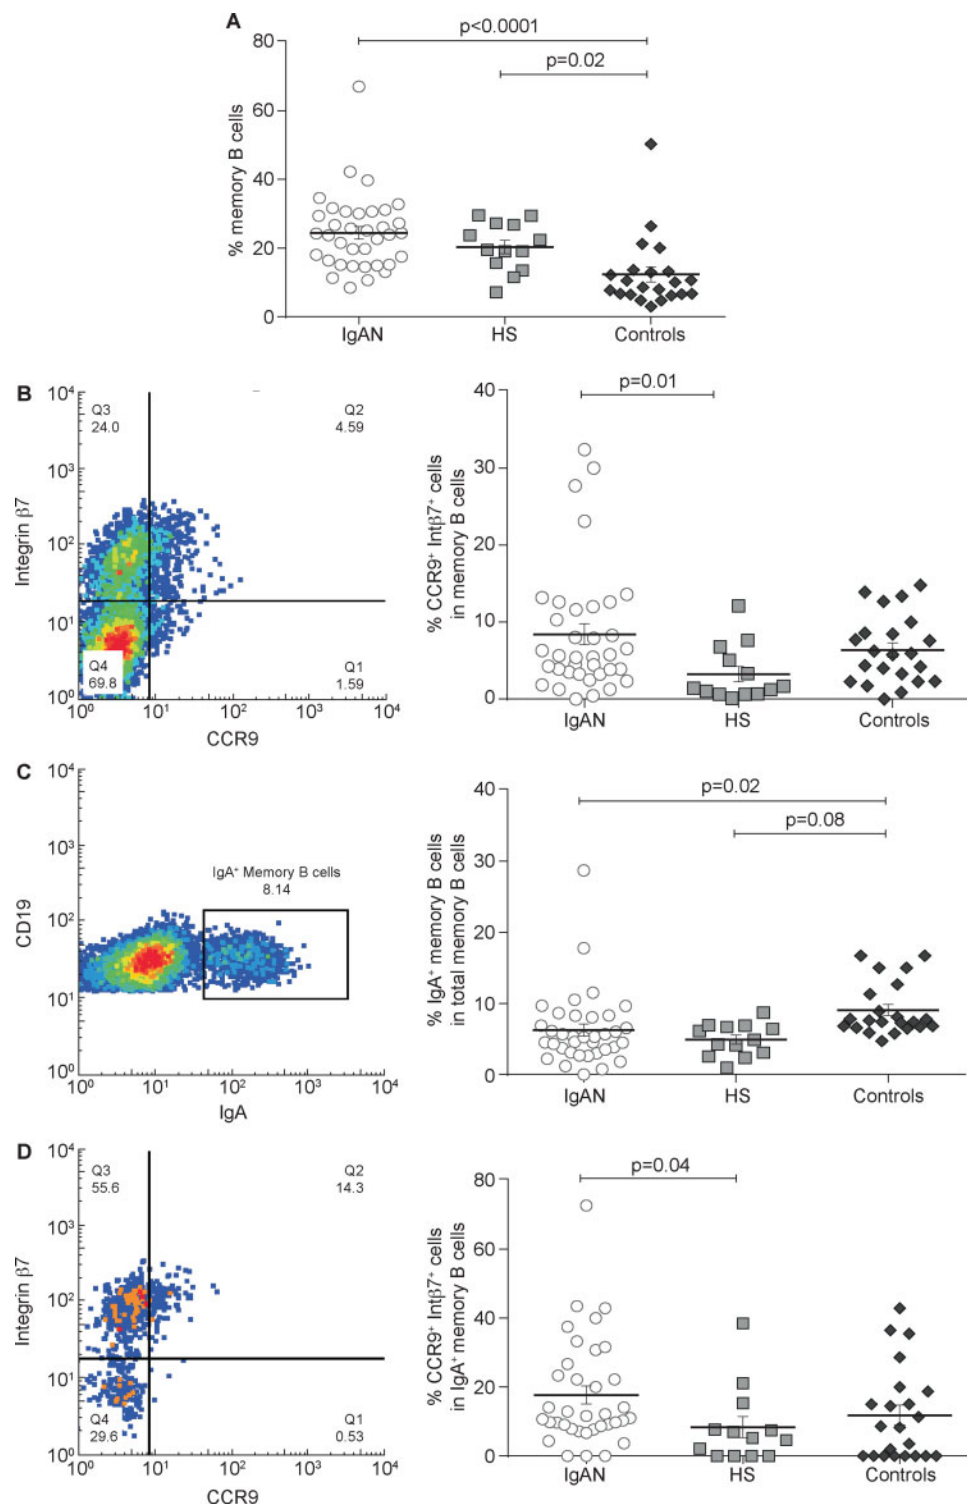 A
p<0.0001
p=0.02
80
60
40
20
0
% memory B cells
IgAN HS Controls
B
10⁴
10³
10²
10¹
10⁰
Integrin β7
Q3
24.0
Q2
4.59
Q4
69.8
Q1
1.59
10⁰ 10¹ 10² 10³ 10⁴
CCR9
p=0.01
40
30
20
10
0
% CCR9⁺ Intβ7⁺ cells
in memory B cells
IgAN HS Controls
C
10⁴
10³
10²
10¹
10⁰
CD19
IgA⁺ Memory B cells
8.14
10⁰ 10¹ 10² 10³ 10⁴
IgA
p=0.02
p=0.08
40
30
20
10
0
% IgA⁺ memory B cells
in total memory B cells
IgAN HS Controls
D
10⁴
10³
10²
10¹
10⁰
Integrin β7
Q3
55.6
Q2
14.3
Q4
29.6
Q1
0.53
10⁰ 10¹ 10² 10³ 10⁴
CCR9
p=0.04
80
60
40
20
0
% CCR9⁺ Intβ7⁺ cells
in IgA⁺ memory B cells
IgAN HS Controls